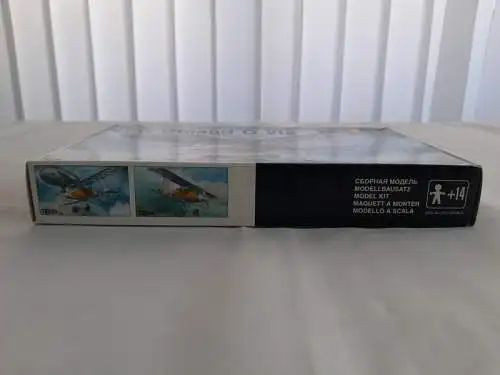 СБОРНАЯ МОДЕЛЬ
MODELLBAUSATZ
MODEL KIT
MAQUETT A MONTER
MODELLO A SCALA
+14